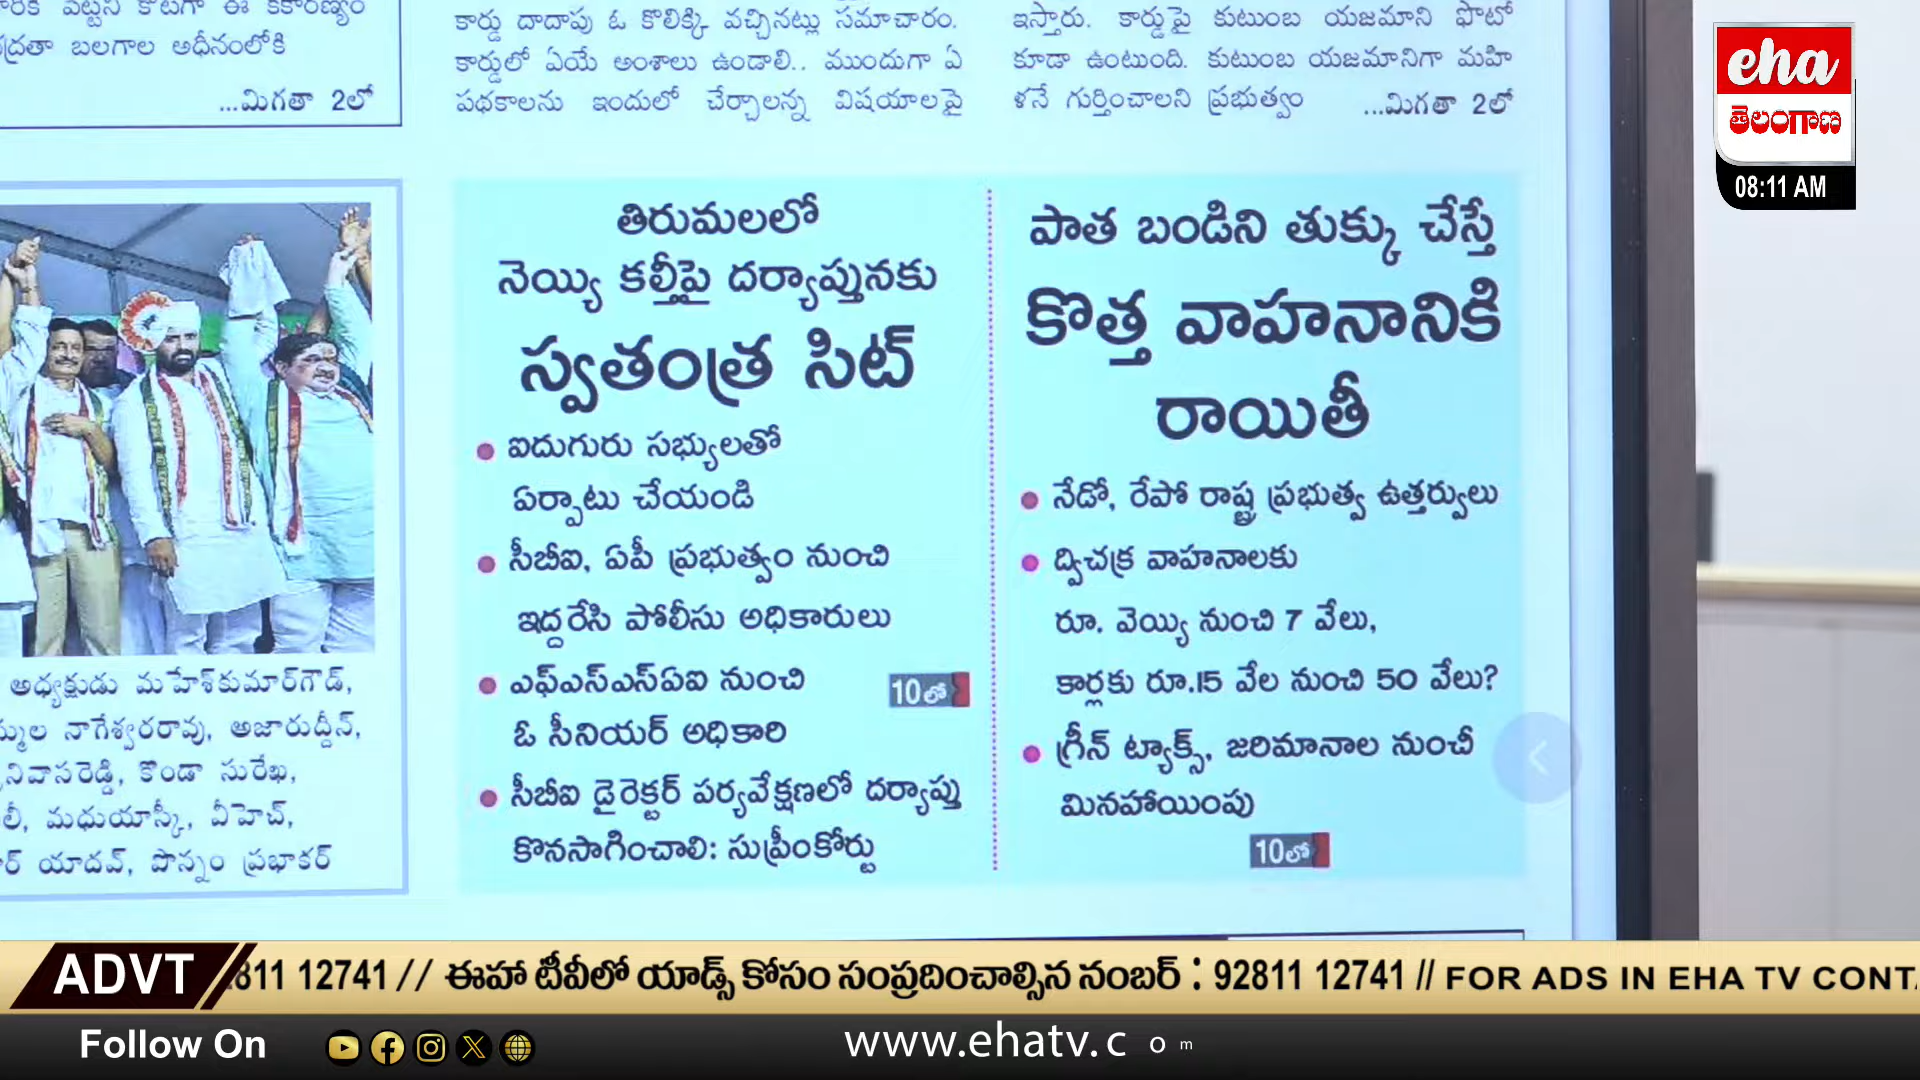 కార్డు దాదాపు ఓ కొలిక్కి వచ్చినట్లు సమాచారం.
కార్డులో ఏయే అంశాలు ఉండాలి.. ముందుగా ఏ
పథకాలను ఇందులో చేర్చాలన్న విషయాలపై
ఇస్తారు. కార్డుపై కుటుంబ యజమాని ఫొటో
కూడా ఉంటుంది. కుటుంబ యజమానిగా మహి
ళనే గుర్తించాలని ప్రభుత్వం ...మిగతా 2లో
బలగాల అధీనంలోకి
...మిగతా 2లో
eha
తెలంగాణ
08:11 AM
తిరుమలలో
నెయ్యి కల్తీపై దర్యాప్తునకు
స్వతంత్ర సిట్
ఐదుగురు సభ్యులతో
ఏర్పాటు చేయండి
సీబీఐ, ఏపీ ప్రభుత్వం నుంచి
ఇద్దరేసి పోలీసు అధికారులు
ఎఫ్ఎస్ఎస్ఏఐ నుంచి
ఓ సీనియర్ అధికారి
10లో
సీబీఐ డైరెక్టర్ పర్యవేక్షణలో దర్యాప్తు
కొనసాగించాలి: సుప్రీంకోర్టు
పాత బండిని తుక్కు చేస్తే
కొత్త వాహనానికి
రాయితీ
నేడో, రేపో రాష్ట్ర ప్రభుత్వ ఉత్తర్వులు
ద్విచక్ర వాహనాలకు
రూ. వెయ్యి నుంచి 7 వేలు,
కార్లకు రూ.15 వేల నుంచి 50 వేలు?
గ్రీన్ ట్యాక్స్, జరిమానాల నుంచీ
మినహాయింపు
10లో
అధ్యక్షుడు మహేశ్‌కుమార్‌గౌడ్,
నాగేశ్వరరావు, అజారుద్దీన్,
కొండా సురేఖ,
మధుయాస్కీ, వీహెచ్,
యాదవ్, పొన్నం ప్రభాకర్
ADVT 811 12741 // ఈహా టీవీలో యాడ్స్ కోసం సంప్రదించాల్సిన నంబర్ : 92811 12741 // FOR ADS IN EHA TV CONT
Follow On www.ehatv.com